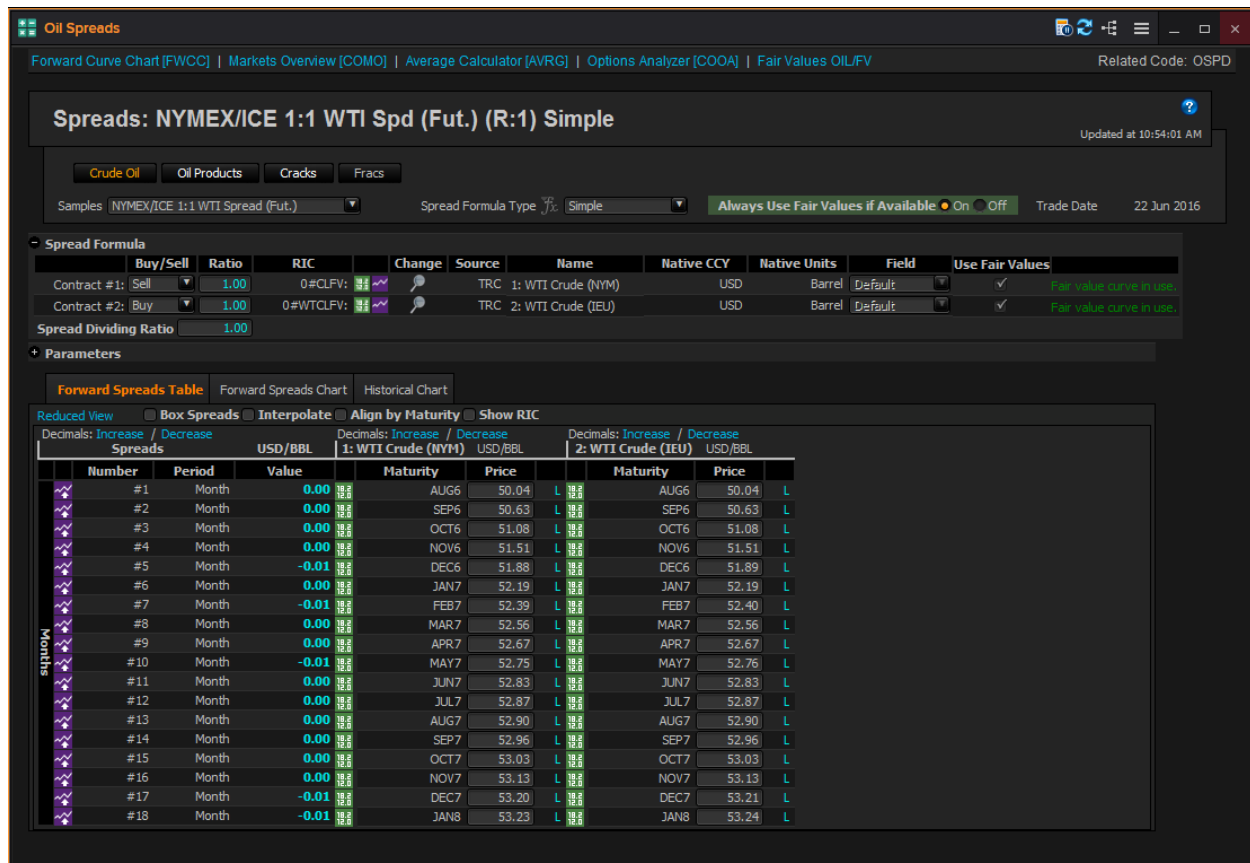 Oil Spreads
Forward Curve Chart [FWCC] | Markets Overview [COMO] | Average Calculator [AVRG] | Options Analyzer [COOA] | Fair Values OIL/FV Related Code: OSPD
Spreads: NYMEX/ICE 1:1 WTI Spd (Fut.) (R:1) Simple
?
Updated at 10:54:01 AM
Crude Oil Oil Products Cracks Fracs
Samples NYMEX/ICE 1:1 WTI Spread (Fut.) Spread Formula Type fx Simple Always Use Fair Values if Available On Off Trade Date 22 Jun 2016
- Spread Formula
Buy/Sell Ratio RIC Change Source Name Native CCY Native Units Field Use Fair Values
Contract #1: Sell 1.00 0#CLFV: TRC 1: WTI Crude (NYM) USD Barrel Default Fair value curve in use.
Contract #2: Buy 1.00 0#WTCLFV: TRC 2: WTI Crude (IEU) USD Barrel Default Fair value curve in use.
Spread Dividing Ratio 1.00
+ Parameters
Forward Spreads Table Forward Spreads Chart Historical Chart
Reduced View Box Spreads Interpolate Align by Maturity Show RIC
Decimals: Increase / Decrease Decimals: Increase / Decrease Decimals: Increase / Decrease
Spreads USD/BBL 1: WTI Crude (NYM) USD/BBL 2: WTI Crude (IEU) USD/BBL
Number Period Value Maturity Price Maturity Price
Months
#1 Month 0.00 AUG6 50.04 L AUG6 50.04 L
#2 Month 0.00 SEP6 50.63 L SEP6 50.63 L
#3 Month 0.00 OCT6 51.08 L OCT6 51.08 L
#4 Month 0.00 NOV6 51.51 L NOV6 51.51 L
#5 Month -0.01 DEC6 51.88 L DEC6 51.89 L
#6 Month 0.00 JAN7 52.19 L JAN7 52.19 L
#7 Month -0.01 FEB7 52.39 L FEB7 52.40 L
#8 Month 0.00 MAR7 52.56 L MAR7 52.56 L
#9 Month 0.00 APR7 52.67 L APR7 52.67 L
#10 Month -0.01 MAY7 52.75 L MAY7 52.76 L
#11 Month 0.00 JUN7 52.83 L JUN7 52.83 L
#12 Month 0.00 JUL7 52.87 L JUL7 52.87 L
#13 Month 0.00 AUG7 52.90 L AUG7 52.90 L
#14 Month 0.00 SEP7 52.96 L SEP7 52.96 L
#15 Month 0.00 OCT7 53.03 L OCT7 53.03 L
#16 Month 0.00 NOV7 53.13 L NOV7 53.13 L
#17 Month -0.01 DEC7 53.20 L DEC7 53.21 L
#18 Month -0.01 JAN8 53.23 L JAN8 53.24 L